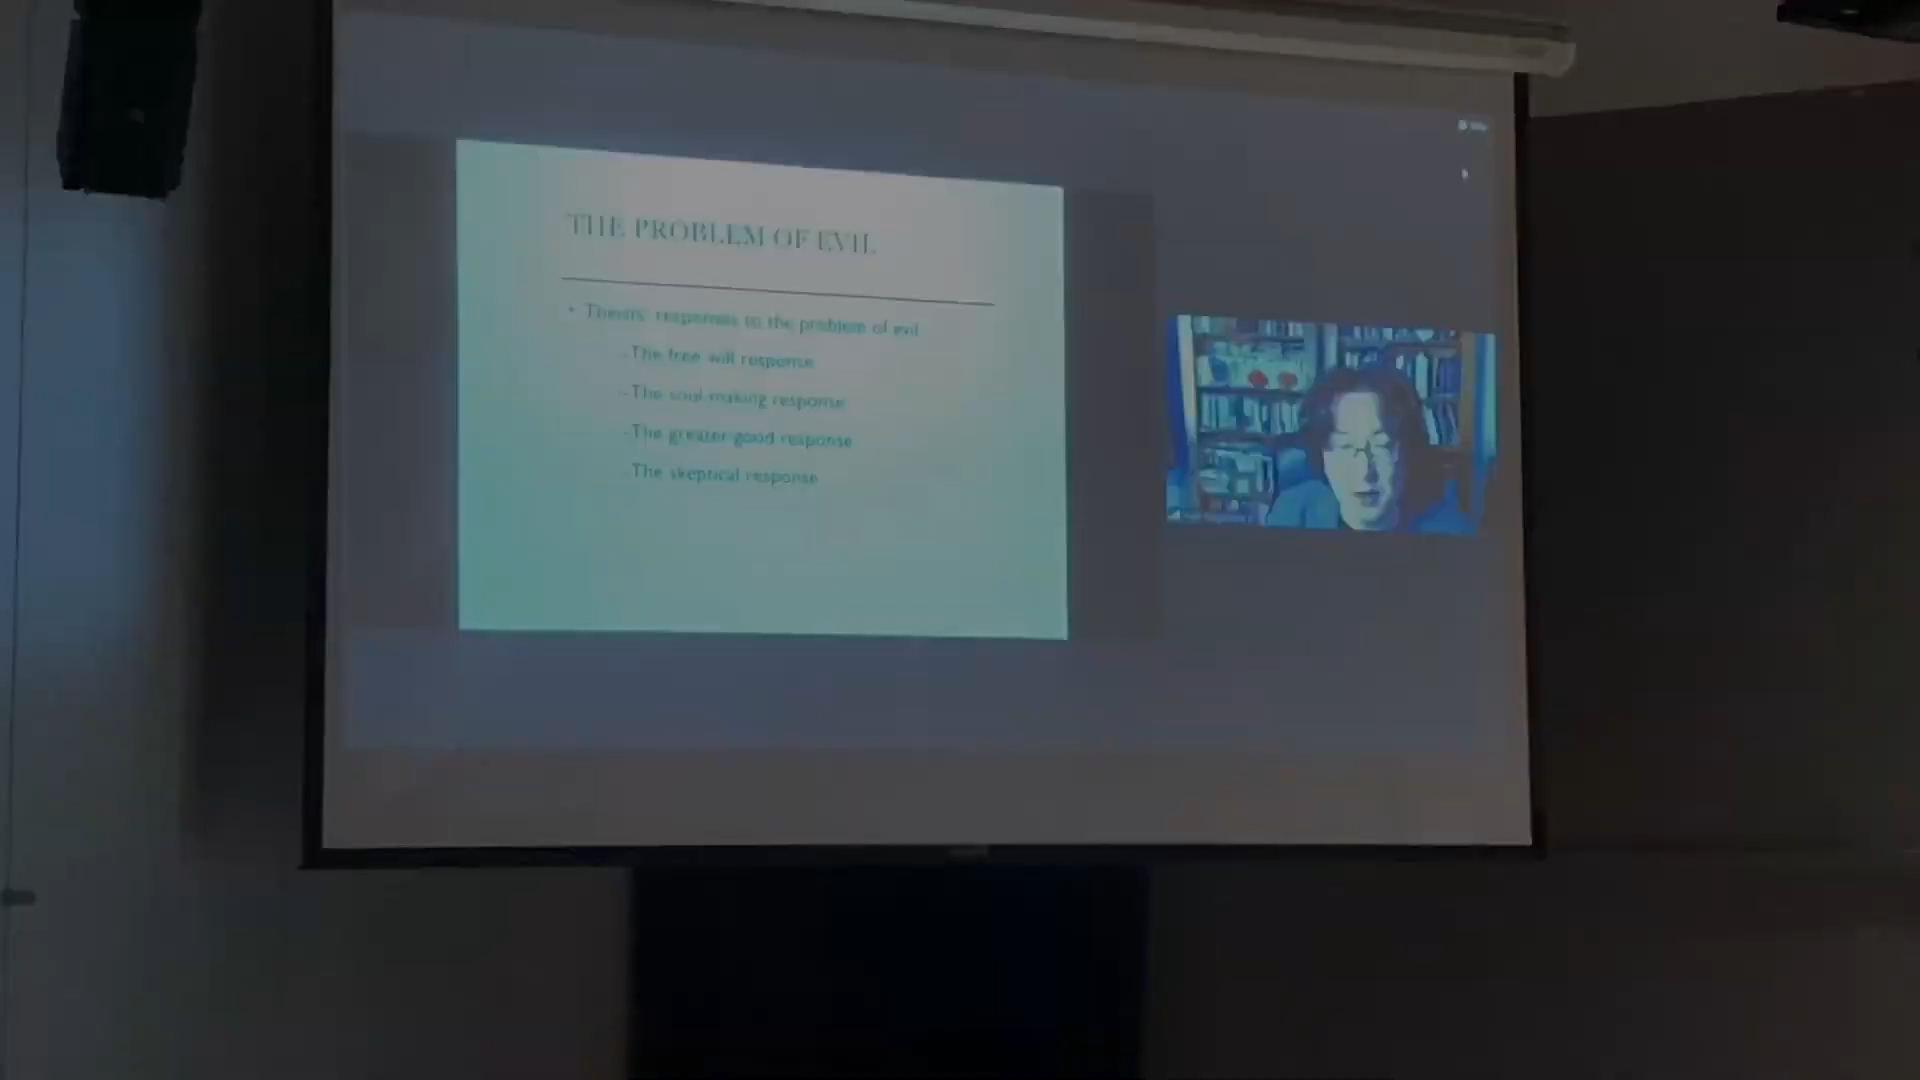 THE PROBLEM OF EVIL
• Theists' responses to the problem of evil
-The free will response
-The soul-making response
-The greater-good response
-The skeptical response